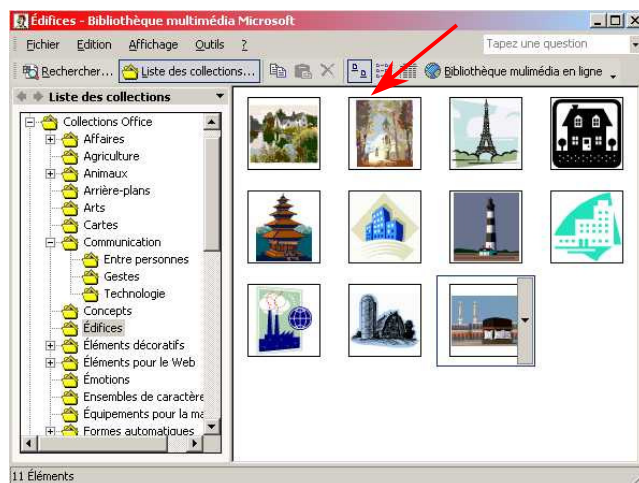 Édifices - Bibliothèque multimédia Microsoft
Fichier Edition Affichage Outils ?
Tapez une question
Rechercher... Liste des collections... Bibliothèque mulimédia en ligne
Liste des collections
Collections Office
Affaires
Agriculture
Animaux
Arrière-plans
Arts
Cartes
Communication
Entre personnes
Gestes
Technologie
Concepts
Édifices
Éléments décoratifs
Éléments pour le Web
Émotions
Ensembles de caractère
Équipements pour la ma
Formes automatiques
11 Éléments